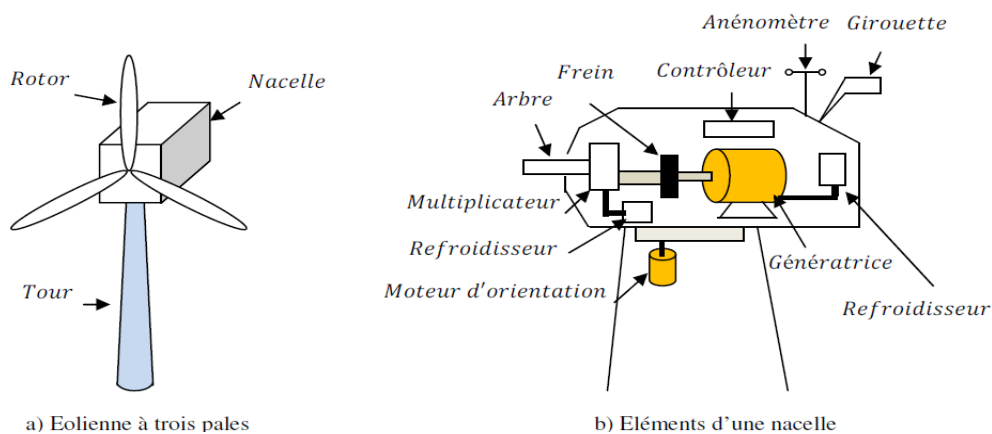 Rotor
Nacelle
Tour
a) Eolienne à trois pales
Anénomètre
Girouette
Frein
Contrôleur
Arbre
Multiplicateur
Refroidisseur
Génératrice
Moteur d'orientation
Refroidisseur
b) Eléments d'une nacelle